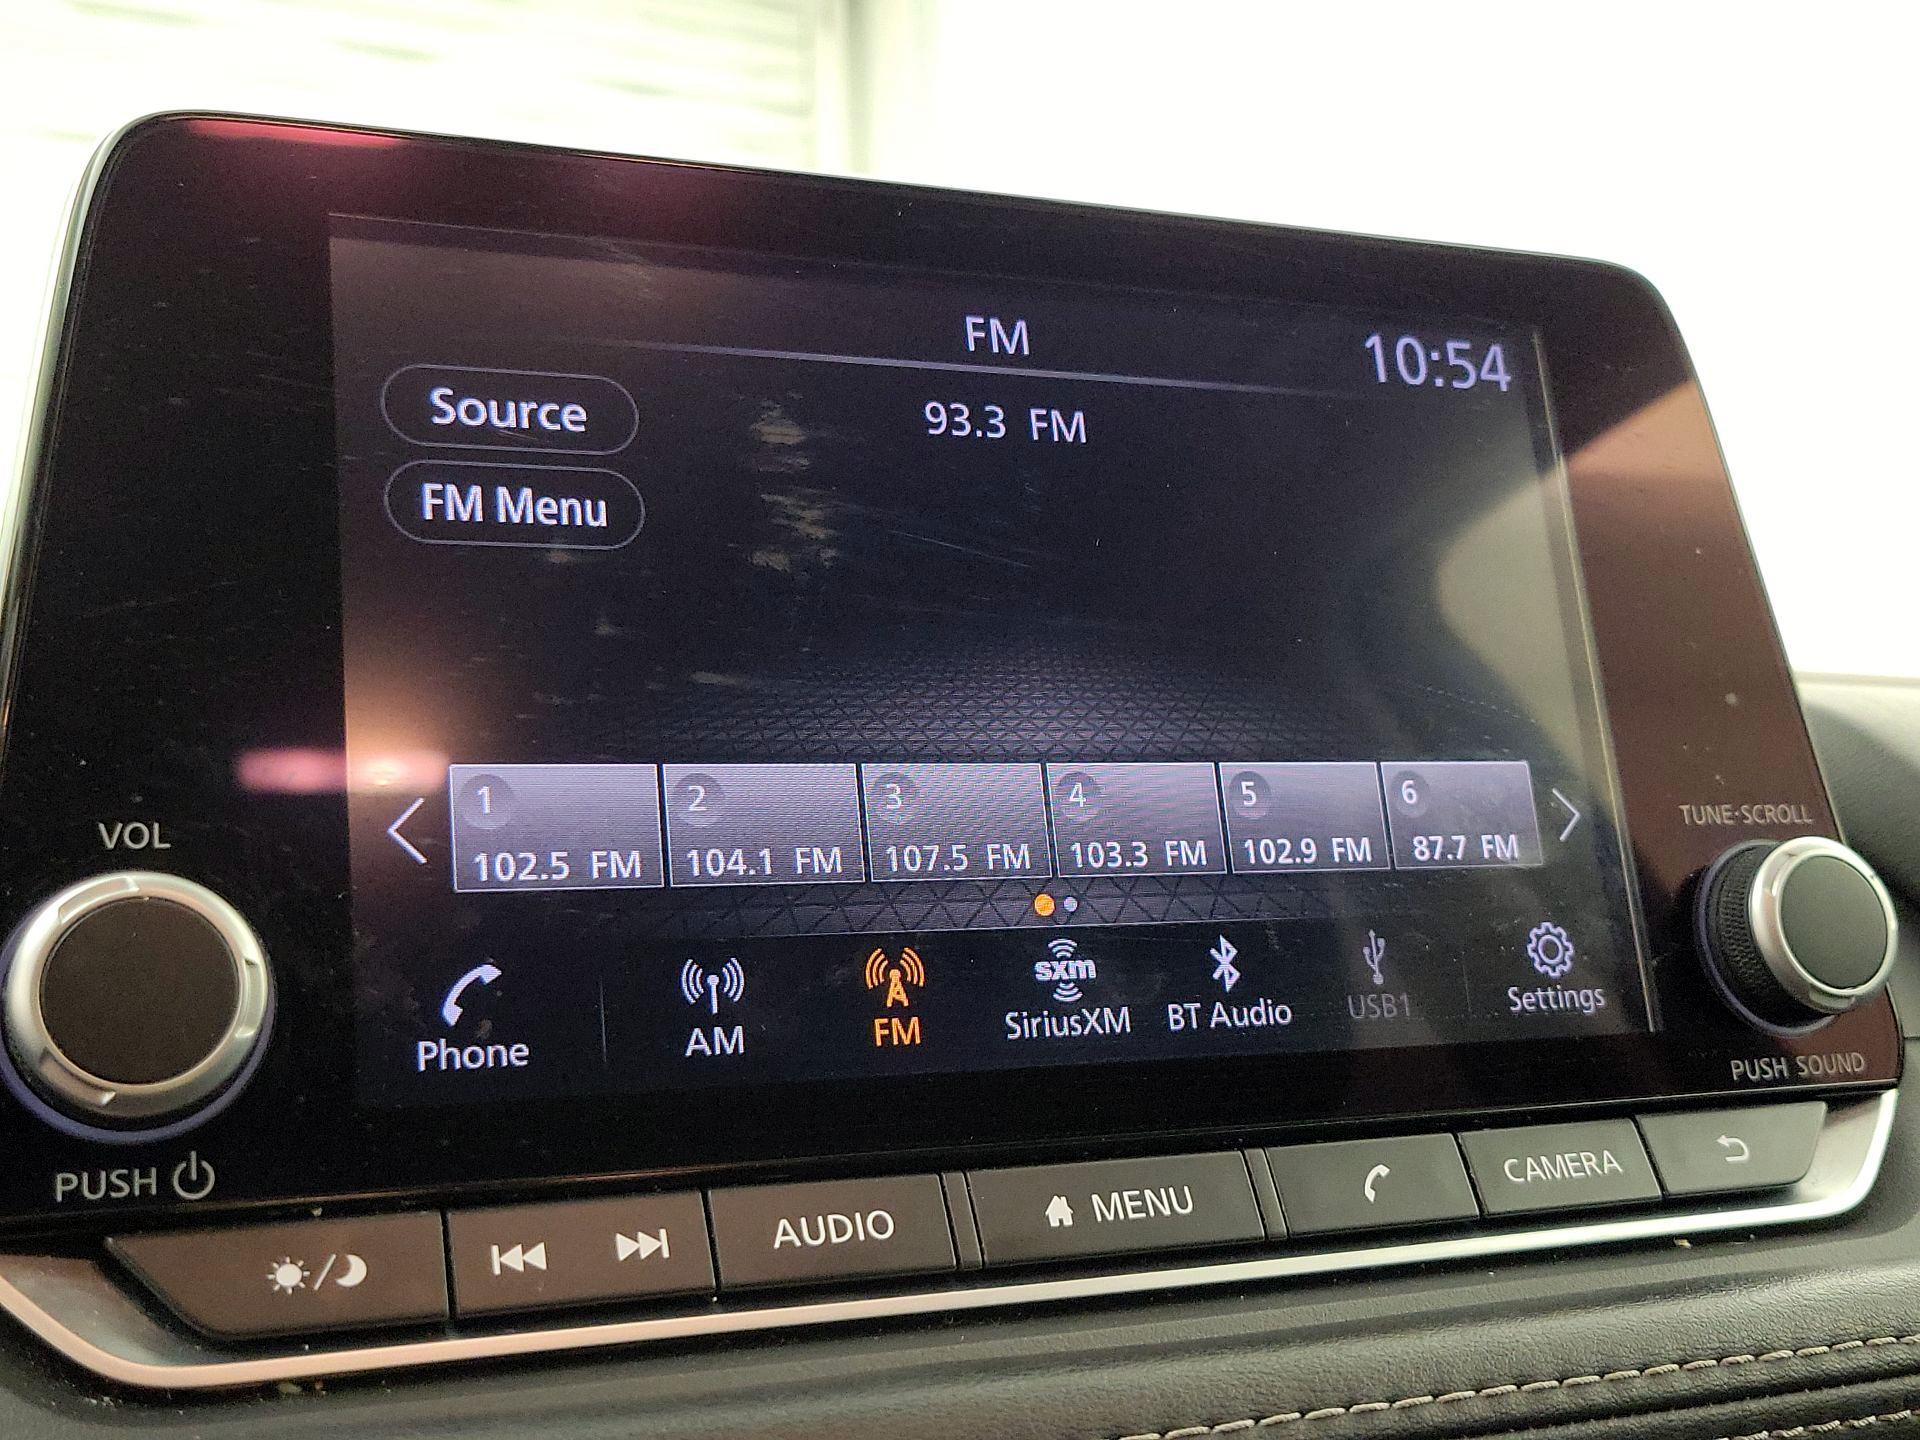 FM
10:54
Source
93.3 FM
FM Menu
1
2
3
4
5
6
102.5 FM
104.1 FM
107.5 FM
103.3 FM
102.9 FM
87.7 FM
VOL
TUNE·SCROLL
Phone
AM
FM
sxm
SiriusXM
BT Audio
USB1
Settings
PUSH
PUSH SOUND
AUDIO
MENU
CAMERA